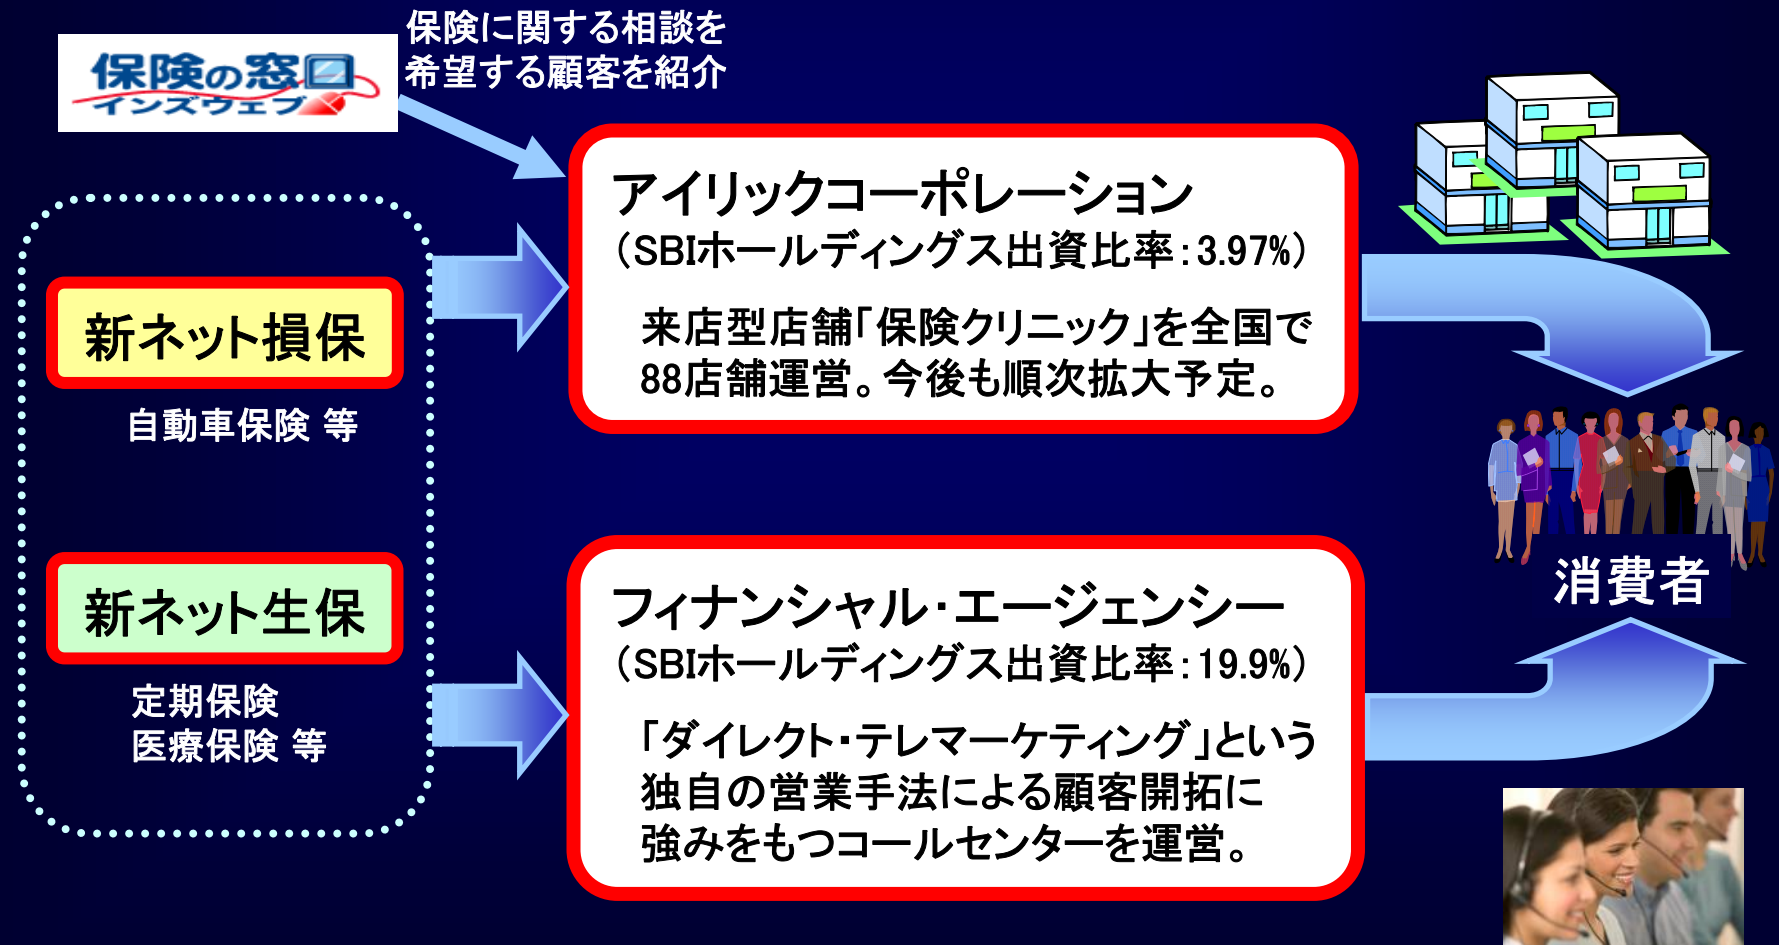 保険の窓口
インズウェブ
保険に関する相談を
希望する顧客を紹介
アイリックコーポレーション
（SBIホールディングス出資比率：3.97%）
来店型店舗「保険クリニック」を全国で
88店舗運営。今後も順次拡大予定。
新ネット損保
自動車保険 等
新ネット生保
定期保険
医療保険 等
フィナンシャル・エージェンシー
（SBIホールディングス出資比率：19.9%）
「ダイレクト・テレマーケティング」という
独自の営業手法による顧客開拓に
強みをもつコールセンターを運営。
消費者